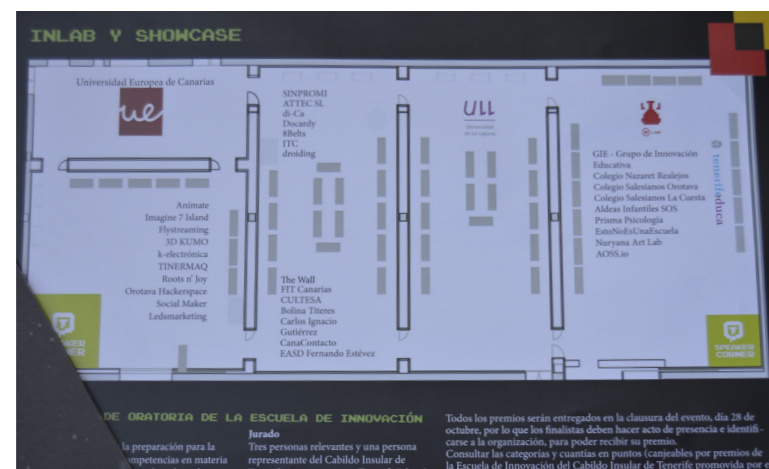 INLAB Y SHOWCASE
Universidad Europea de Canarias
ue
Animate
Imagine 7 Island
Flystreaming
3D KUMO
k-electrónica
TINERMAQ
Roots n' Joy
Orotava Hackerspace
Social Maker
Ledsmarketing
SINPROMI
ATTEC SL
di-Ca
Docardy
8Belts
ITC
droiding
The Wall
FIT Canarias
CULTESA
Bolina Títeres
Carlos Ignacio
Gutiérrez
CanaContacto
EASD Fernando Estévez
ULL
Universidad
de La Laguna
GIE - Grupo de Innovación
Educativa
Colegio Nazaret Realejos
Colegio Salesianos Orotava
Colegio Salesianos La Cuesta
Aldeas Infantiles SOS
Prisma Psicología
EstoNoEsUnaEscuela
Nuryana Art Lab
AOSS.io
tenerifeeduca
CORNER
SPEAKER
CORNER
DE ORATORIA DE LA ESCUELA DE INNOVACIÓN
la preparación para la
competencias en materia
Jurado
Tres personas relevantes y una persona
representante del Cabildo Insular de
Todos los premios serán entregados en la clausura del evento, día 28 de
octubre, por lo que los finalistas deben hacer acto de presencia e identifi-
carse a la organización, para poder recibir su premio.
Consultar las categorías y cuantías en puntos (canjeables por premios de
la Escuela de Innovación del Cabildo Insular de Tenerife promovida por e